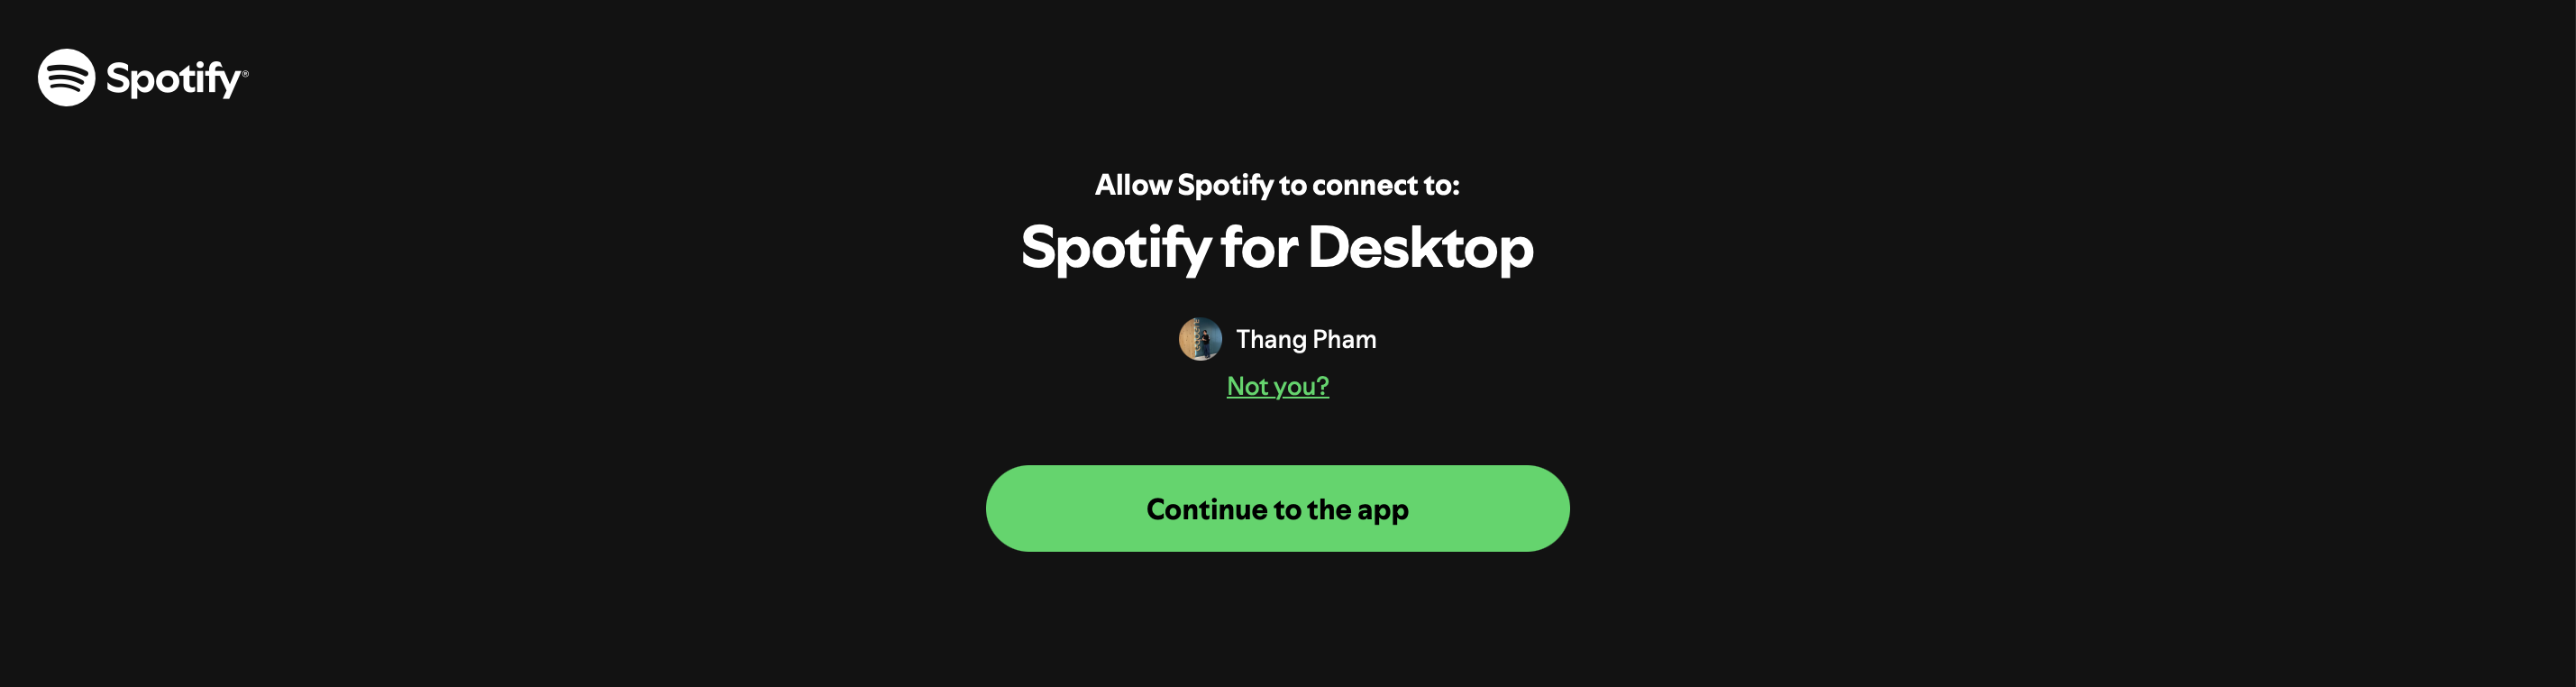 Spotify®
Allow Spotify to connect to:
Spotify for Desktop
Thang Pham
Not you?
Continue to the app